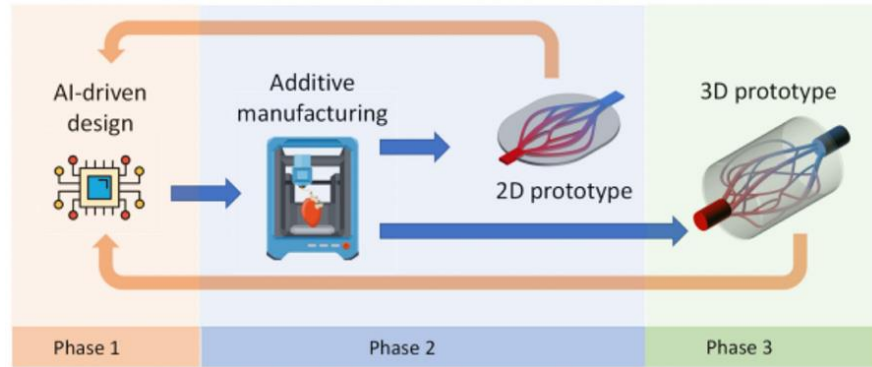 AI-driven
design
Additive
manufacturing
2D prototype
3D prototype
Phase 1
Phase 2
Phase 3